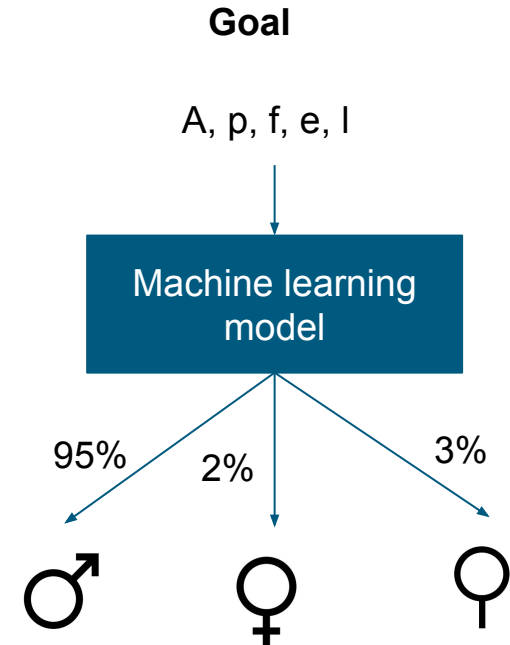 Goal
A, p, f, e, l
Machine learning
model
95%
2%
3%